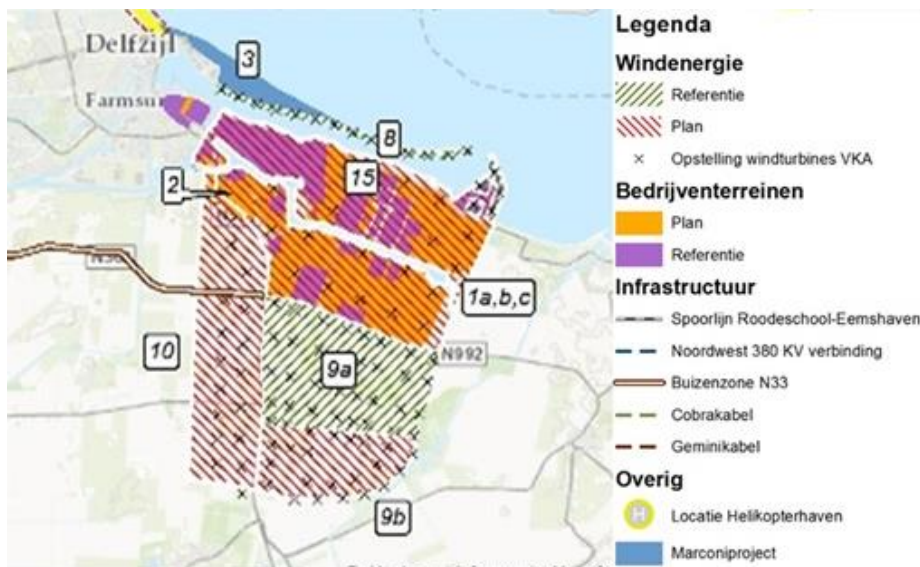 Delfzijl
Farmsu
3
8
15
2
1a,b,c
N992
10
9a
9b
Legenda
Windenergie
Referentie
Plan
Opstelling windturbines VKA
Bedrijventerreinen
Plan
Referentie
Infrastructuur
Spoorlijn Roodeschool-Eemshaven
Noordwest 380 KV verbinding
Buizenzone N33
Cobrakabel
Geminikabel
Overig
H
Locatie Helikopterhaven
Marconiproject